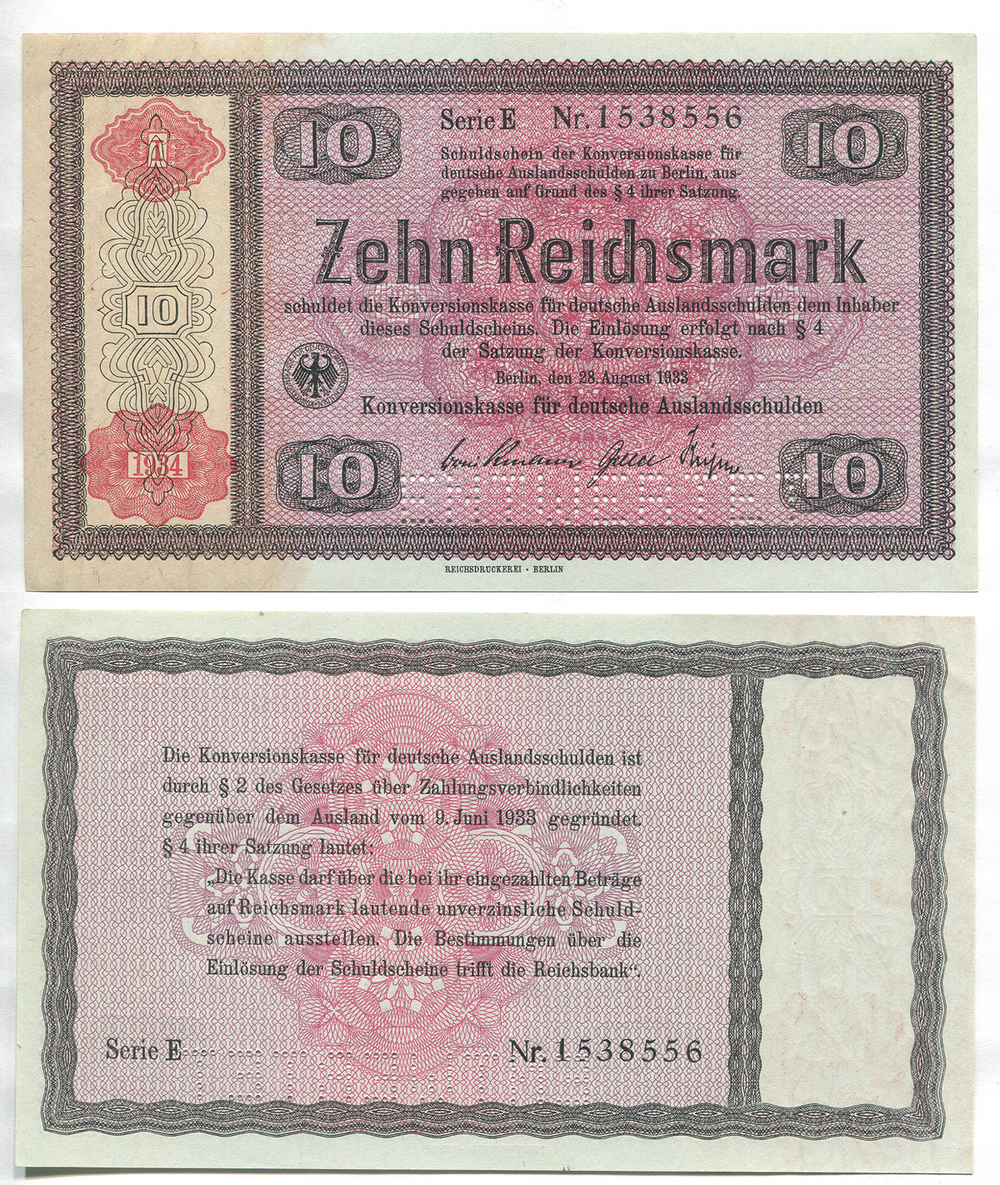 10
Serie E Nr. 1538556
10
Schuldschein der Konversionskasse für
deutsche Auslandsschulden zu Berlin, aus-
gegeben auf Grund des § 4 ihrer Satzung.
Zehn Reichsmark
schuldet die Konversionskasse für deutsche Auslandsschulden dem Inhaber
dieses Schuldscheins. Die Einlösung erfolgt nach § 4
der Satzung der Konversionskasse.
Berlin, den 28. August 1933
Konversionskasse für deutsche Auslandsschulden
10
1934
10
ENTWERTET
10
REICHSDRUCKEREI • BERLIN
Die Konversionskasse für deutsche Auslandsschulden ist
durch § 2 des Gesetzes über Zahlungsverbindlichkeiten
gegenüber dem Ausland vom 9. Juni 1933 gegründet.
§ 4 ihrer Satzung lautet:
„Die Kasse darf über die bei ihr eingezahlten Beträge
auf Reichsmark lautende unverzinsliche Schuld-
scheine ausstellen. Die Bestimmungen über die
Einlösung der Schuldscheine trifft die Reichsbank“.
Serie E Nr. 1538556